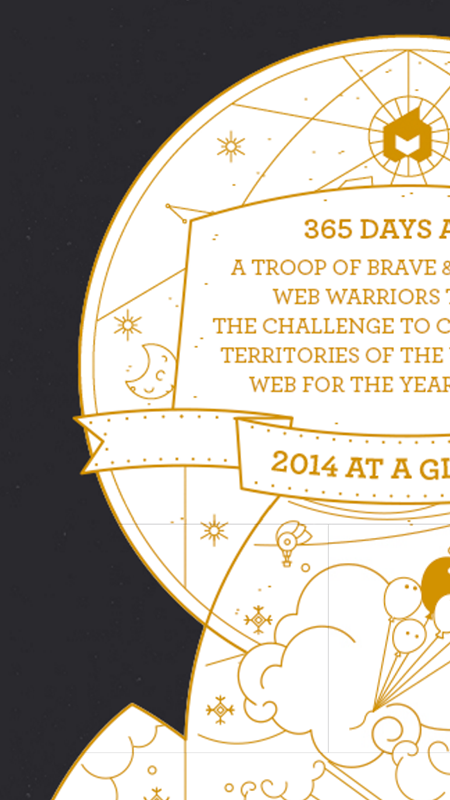 365 DAYS A
A TROOP OF BRAVE &
WEB WARRIORS T
THE CHALLENGE TO C
TERRITORIES OF THE
WEB FOR THE YEAR
2014 AT A GL